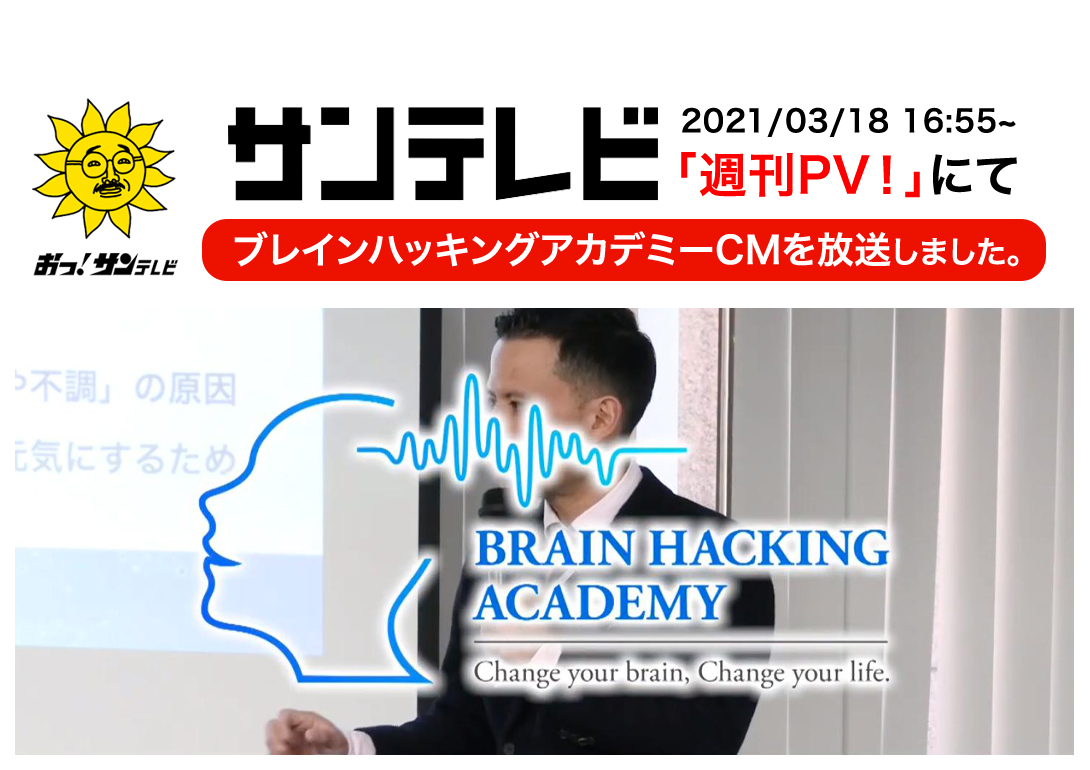 サンテレビ
2021/03/18 16:55~
「週刊PV！」にて
おっ！サンテレビ
ブレインハッキングアカデミーCMを放送しました。
不調」の原因
元気にするため
BRAIN HACKING
ACADEMY
Change your brain, Change your life.